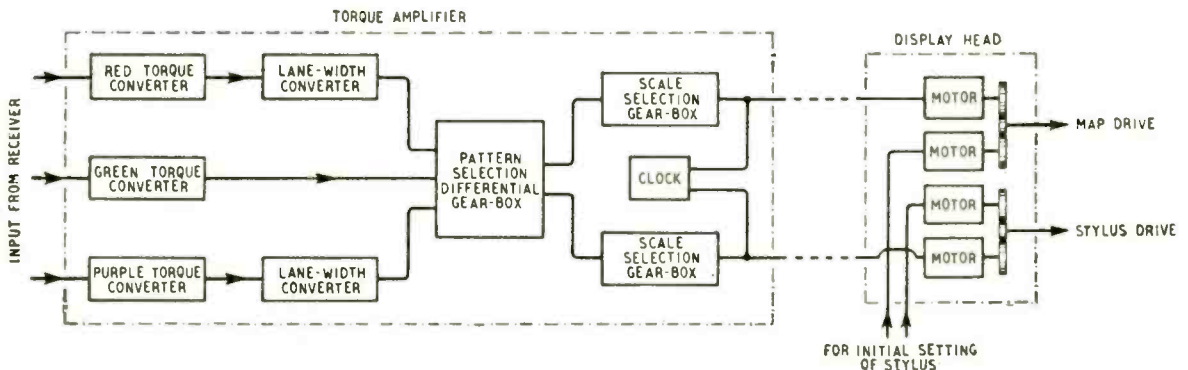 TORQUE AMPLIFIER
DISPLAY HEAD
INPUT FROM RECEIVER
RED TORQUE
CONVERTER
LANE-WIDTH
CONVERTER
GREEN TORQUE
CONVERTER
PURPLE TORQUE
CONVERTER
LANE-WIDTH
CONVERTER
PATTERN
SELECTION
DIFFERENTIAL
GEAR-BOX
SCALE
SELECTION
GEAR-BOX
CLOCK
SCALE
SELECTION
GEAR-BOX
MOTOR
MOTOR
MOTOR
MOTOR
MAP DRIVE
STYLUS DRIVE
FOR INITIAL SETTING
OF STYLUS